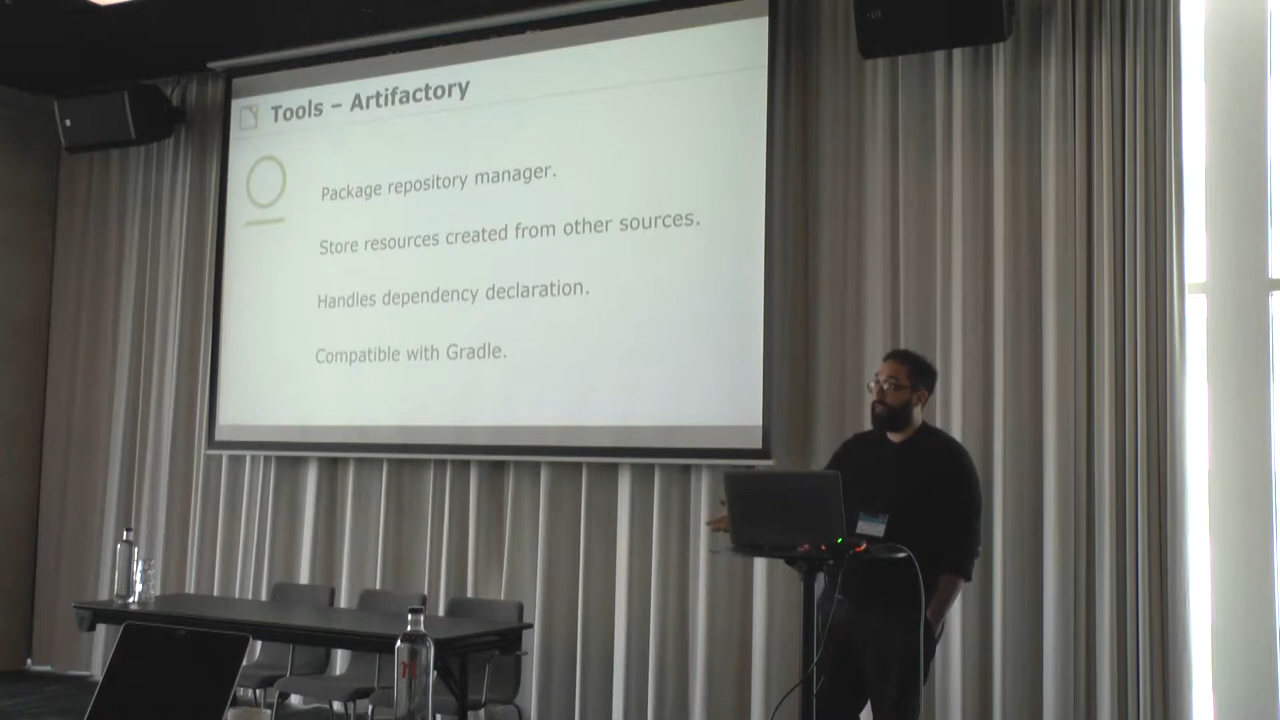 Tools – Artifactory
Package repository manager.
Store resources created from other sources.
Handles dependency declaration.
Compatible with Gradle.